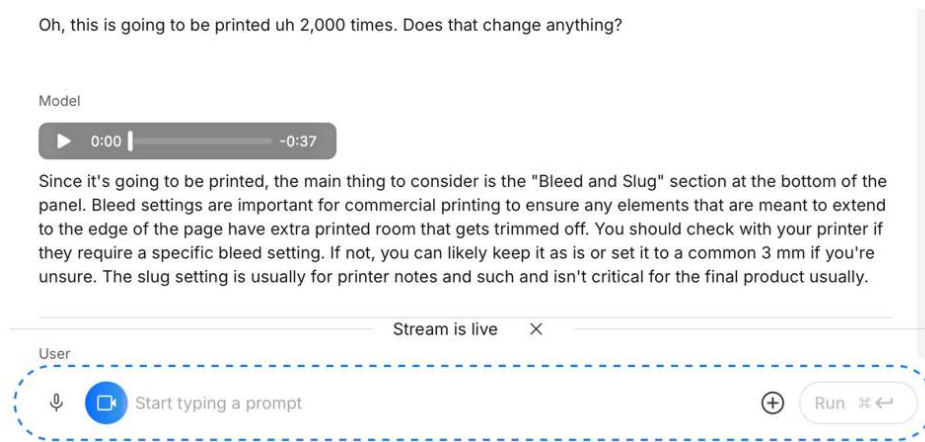 Oh, this is going to be printed uh 2,000 times. Does that change anything?
Model
0:00 -0:37
Since it's going to be printed, the main thing to consider is the "Bleed and Slug" section at the bottom of the
panel. Bleed settings are important for commercial printing to ensure any elements that are meant to extend
to the edge of the page have extra printed room that gets trimmed off. You should check with your printer if
they require a specific bleed setting. If not, you can likely keep it as is or set it to a common 3 mm if you're
unsure. The slug setting is usually for printer notes and such and isn't critical for the final product usually.
Stream is live
User
Start typing a prompt Run ⌘↩